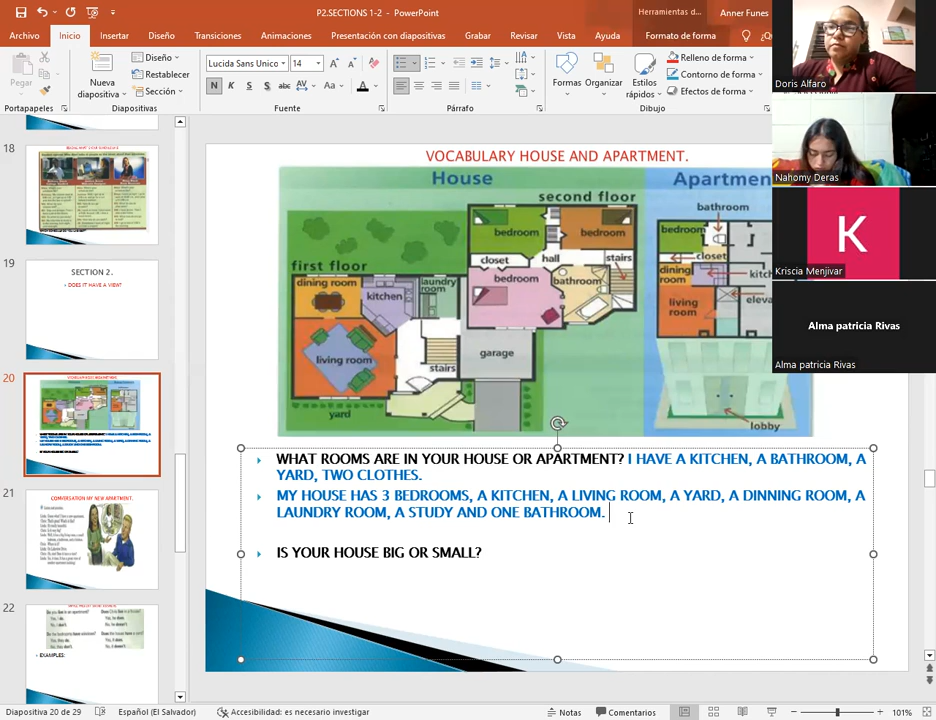 P2.SECTIONS 1-2 - PowerPoint
Herramientas d...
Anner Funes
Archivo
Inicio
Insertar
Diseño
Transiciones
Animaciones
Presentación con diapositivas
Grabar
Revisar
Vista
Ayuda
Formato de forma
Pegar
Nueva diapositiva
Diseño
Restablecer
Sección
Lucida Sans Unico
14
N K S S abc AV Aa A
Formas
Organizar
Estilos rápidos
Relleno de forma
Contorno de forma
Efectos de forma
Portapapeles
Diapositivas
Fuente
Párrafo
Dibujo
Doris Alfaro
Nahomy Deras
K
Kriscia Menjivar
Alma patricia Rivas
Alma patricia Rivas
18
19
SECTION 2.
DOES IT HAVE A VIEW?
20
21
CONVERSATION MY NEW APARTMENT.
22
EXAMPLES:
VOCABULARY HOUSE AND APARTMENT.
House
Apartmen
second floor
bedroom
bedroom
closet
hall
stairs
bedroom
bathroom
first floor
dining room
kitchen
laundry room
living room
stairs
garage
yard
bathroom
bedroom
closet
dining room
kitc
living room
eleva
lobby
WHAT ROOMS ARE IN YOUR HOUSE OR APARTMENT? I HAVE A KITCHEN, A BATHROOM, A
YARD, TWO CLOTHES.
MY HOUSE HAS 3 BEDROOMS, A KITCHEN, A LIVING ROOM, A YARD, A DINNING ROOM, A
LAUNDRY ROOM, A STUDY AND ONE BATHROOM.
IS YOUR HOUSE BIG OR SMALL?
Diapositiva 20 de 29
Español (El Salvador)
Accesibilidad: es necesario investigar
Notas
Comentarios
101%